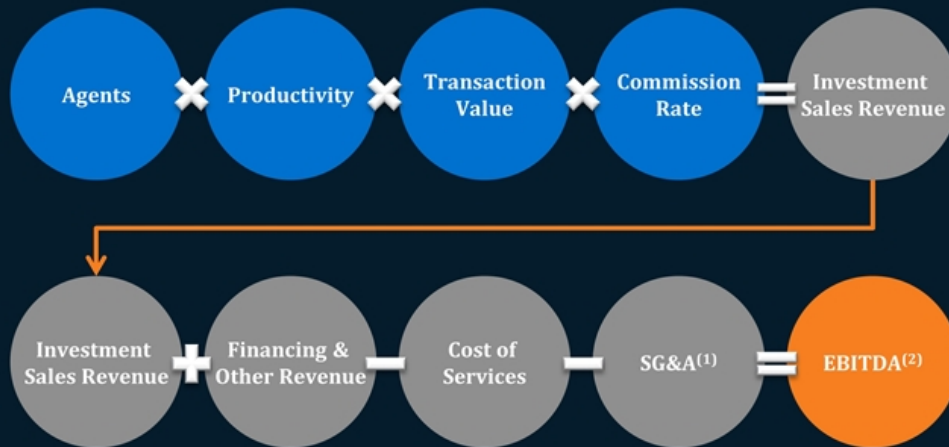 Agents
Productivity
Transaction
Value
Commission
Rate
Investment
Sales Revenue
Investment
Sales Revenue
Financing &
Other Revenue
Cost of
Services
SG&A(1)
EBITDA(2)